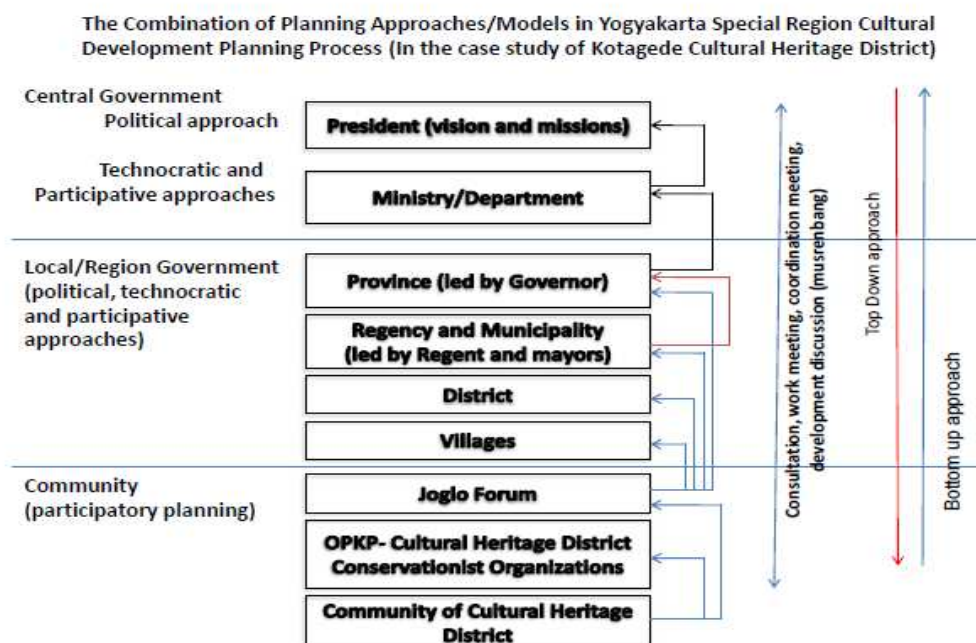 The Combination of Planning Approaches/Models in Yogyakarta Special Region Cultural
Development Planning Process (In the case study of Kotagede Cultural Heritage District)
Central Government
Political approach
President (vision and missions)
Technocratic and
Participative approaches
Ministry/Department
Local/Region Government
(political, technocratic
and participative
approaches)
Province (led by Governor)
Regency and Municipality
(led by Regent and mayors)
District
Villages
Community
(participatory planning)
Joglo Forum
OPKP- Cultural Heritage District
Conservationist Organizations
Community of Cultural Heritage
District
Consultation, work meeting, coordination meeting,
development discussion (musrenbang)
Top Down approach
Bottom up approach